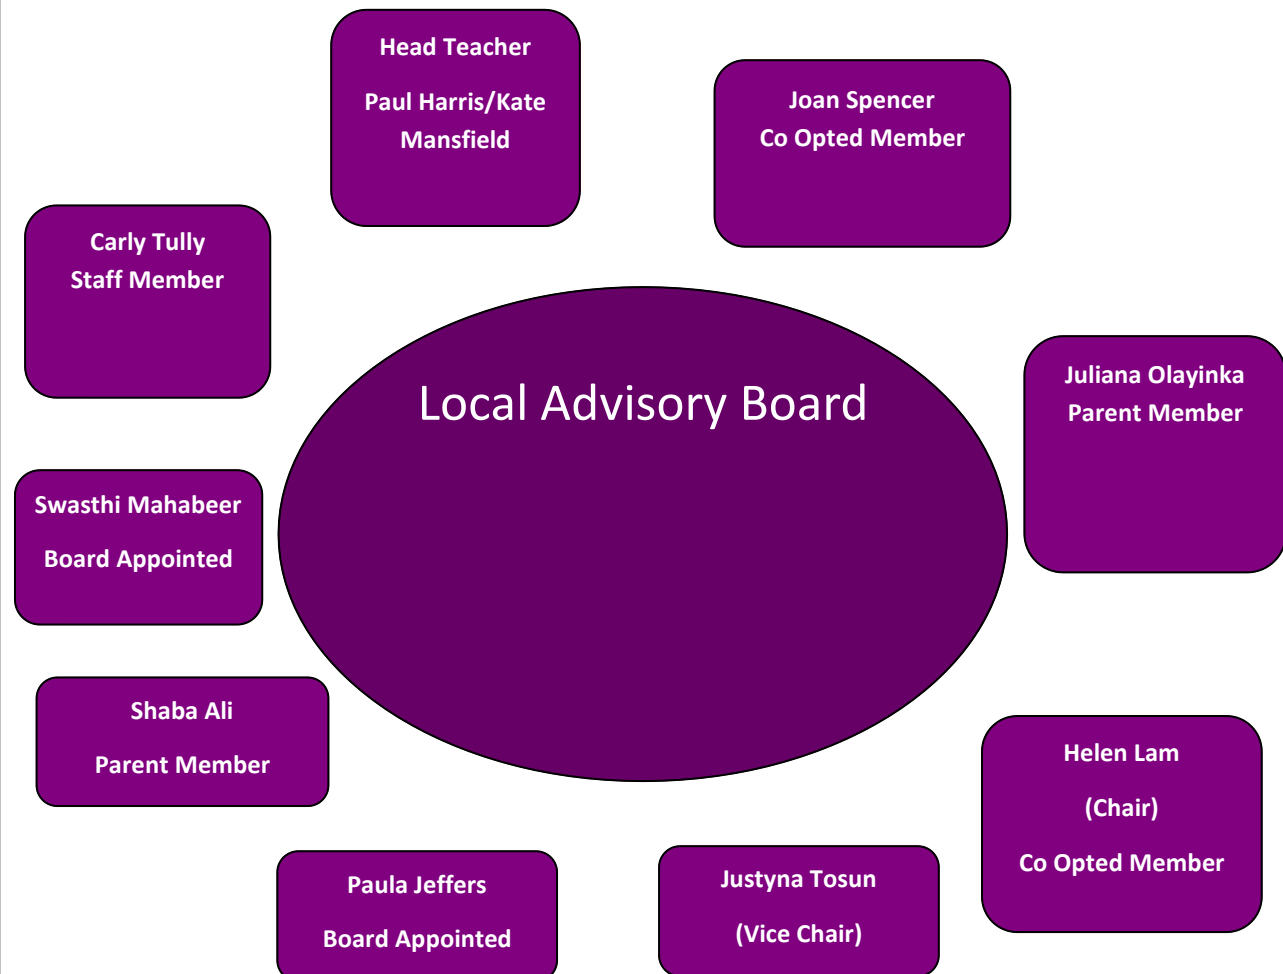 Head Teacher
Paul Harris/Kate
Mansfield
Joan Spencer
Co Opted Member
Carly Tully
Staff Member
Local Advisory Board
Juliana Olayinka
Parent Member
Swasthi Mahabeer
Board Appointed
Shaba Ali
Parent Member
Helen Lam
(Chair)
Co Opted Member
Paula Jeffers
Board Appointed
Justyna Tosun
(Vice Chair)